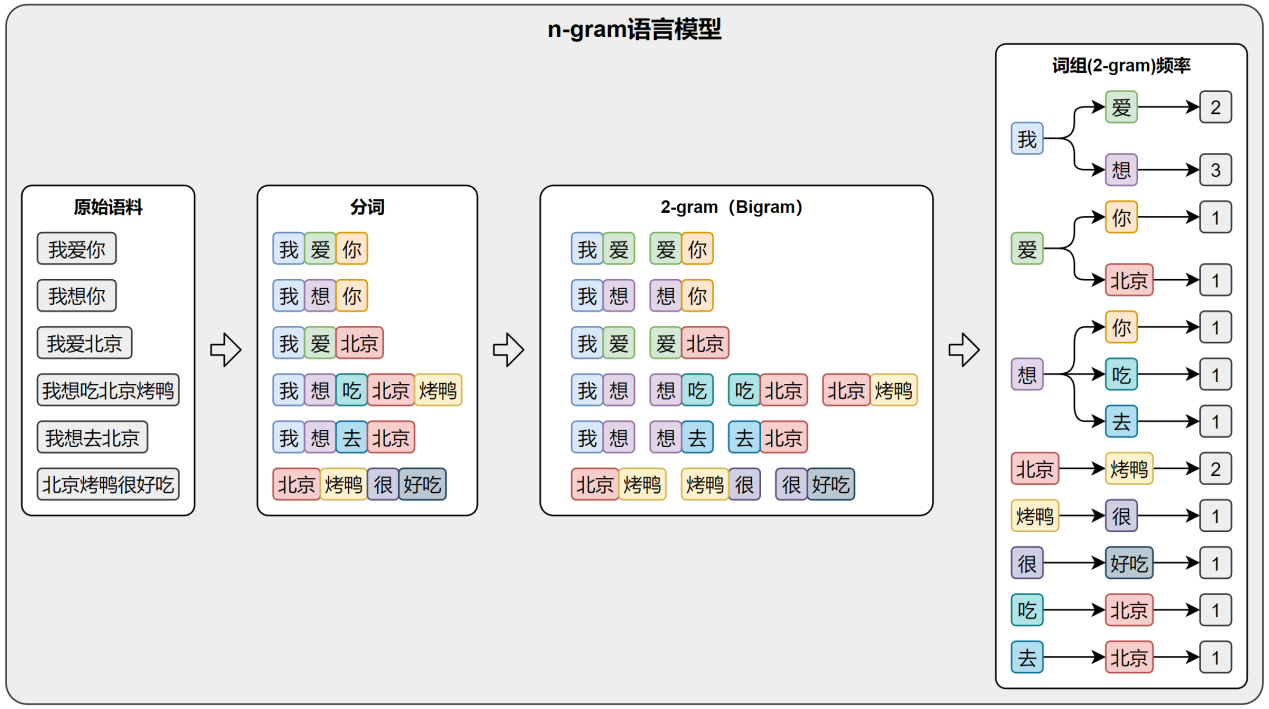 n-gram语言模型
原始语料
我爱你
我想你
我爱北京
我想吃北京烤鸭
我想去北京
北京烤鸭很好吃
分词
我 爱 你
我 想 你
我 爱 北京
我 想 吃 北京 烤鸭
我 想 去 北京
北京 烤鸭 很 好吃
2-gram（Bigram）
我 爱 爱 你
我 想 想 你
我 爱 爱 北京
我 想 想 吃 吃 北京 北京 烤鸭
我 想 想 去 去 北京
北京 烤鸭 烤鸭 很 很 好吃
词组(2-gram)频率
我
爱 2
想 3
爱
你 1
北京 1
想
你 1
吃 1
去 1
北京 烤鸭 2
烤鸭 很 1
很 好吃 1
吃 北京 1
去 北京 1